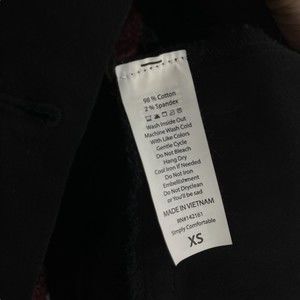 98 % Cotton
2 % Spandex
Wash Inside Out
Machine Wash Cold
With Like Colors
Gentle Cycle
Do Not Bleach
Hang Dry
Cool Iron If Needed
Do Not Iron
Embellishment
Do Not Dryclean
or You'll be sad
MADE IN VIETNAM
RN#142161
Simply Comfortable
XS